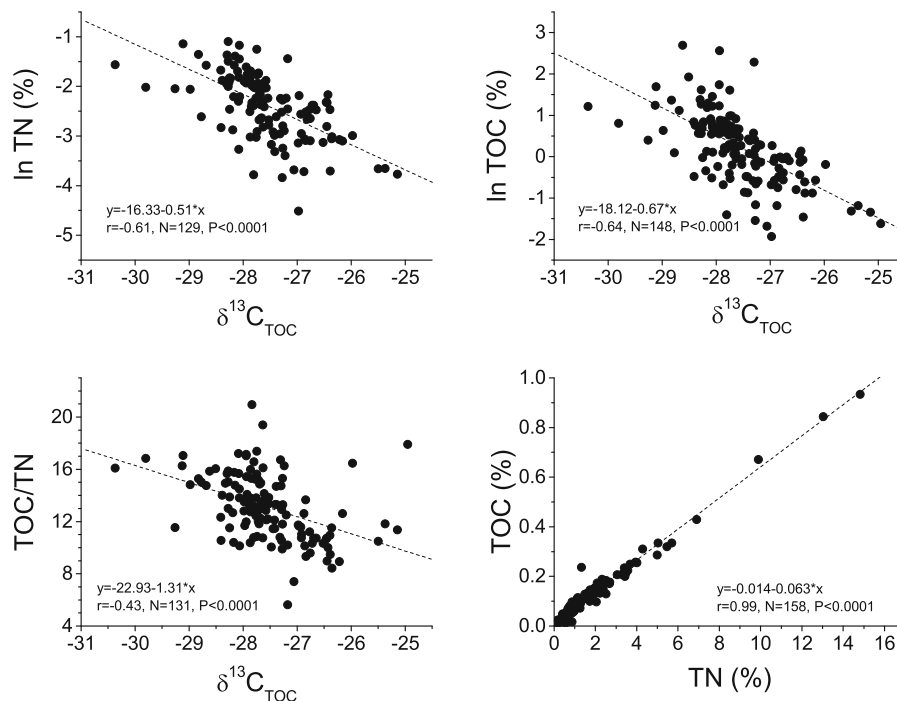 -1
-2
-3
-4
-5
ln TN (%)
y=-16.33-0.51*x
r=-0.61, N=129, P<0.0001
-31 -30 -29 -28 -27 -26 -25
δ¹³C_TOC
3
2
1
0
-1
-2
ln TOC (%)
y=-18.12-0.67*x
r=-0.64, N=148, P<0.0001
-31 -30 -29 -28 -27 -26 -25
δ¹³C_TOC
20
16
12
8
4
TOC/TN
y=-22.93-1.31*x
r=-0.43, N=131, P<0.0001
-31 -30 -29 -28 -27 -26 -25
δ¹³C_TOC
1.0
0.8
0.6
0.4
0.2
0.0
TOC (%)
y=-0.014-0.063*x
r=0.99, N=158, P<0.0001
0 2 4 6 8 10 12 14 16
TN (%)